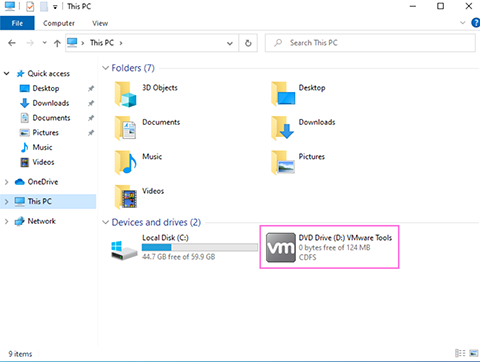 This PC
File Computer View
This PC
Search This PC
Quick access
Desktop
Downloads
Documents
Pictures
Music
Videos
OneDrive
This PC
Network
Folders (7)
3D Objects
Desktop
Documents
Downloads
Music
Pictures
Videos
Devices and drives (2)
Local Disk (C:)
44.7 GB free of 59.9 GB
vm
DVD Drive (D:) VMware Tools
0 bytes free of 124 MB
CDFS
9 items